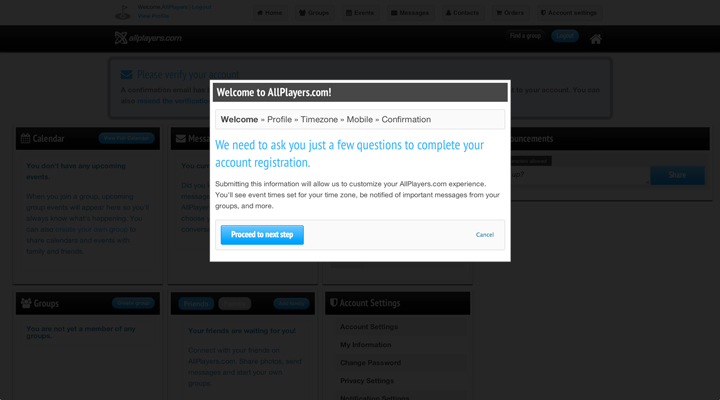 Welcome, AllPlayers | Log out
View Profile
Home
Groups
Events
Messages
Contacts
Orders
Account settings
allplayers.com
Find a group
Please verify your account
A confirmation email has
to your account. You can
also resend the
Welcome to AllPlayers.com!
Welcome » Profile » Timezone » Mobile » Confirmation
We need to ask you just a few questions to complete your
account registration.
Submitting this information will allow us to customize your AllPlayers.com experience.
You'll see event times set for your time zone, be notified of important messages from your
groups, and more.
Proceed to next step
Cancel
Calendar
View Full Calendar
You don't have any upcoming
events.
When you join a group, upcoming
group events will appear here so you'll
always know what's happening. You
can also create your own group to
share calendars and events with
family and friends.
Share
Groups
Create group
You are not yet a member of any
groups.
Friends
Your friends are waiting for you!
Connect with your friends on
AllPlayers.com. Share photos, send
messages and start your own
groups.
Account Settings
Account Settings
My Information
Change Password
Privacy Settings
Notification Settings